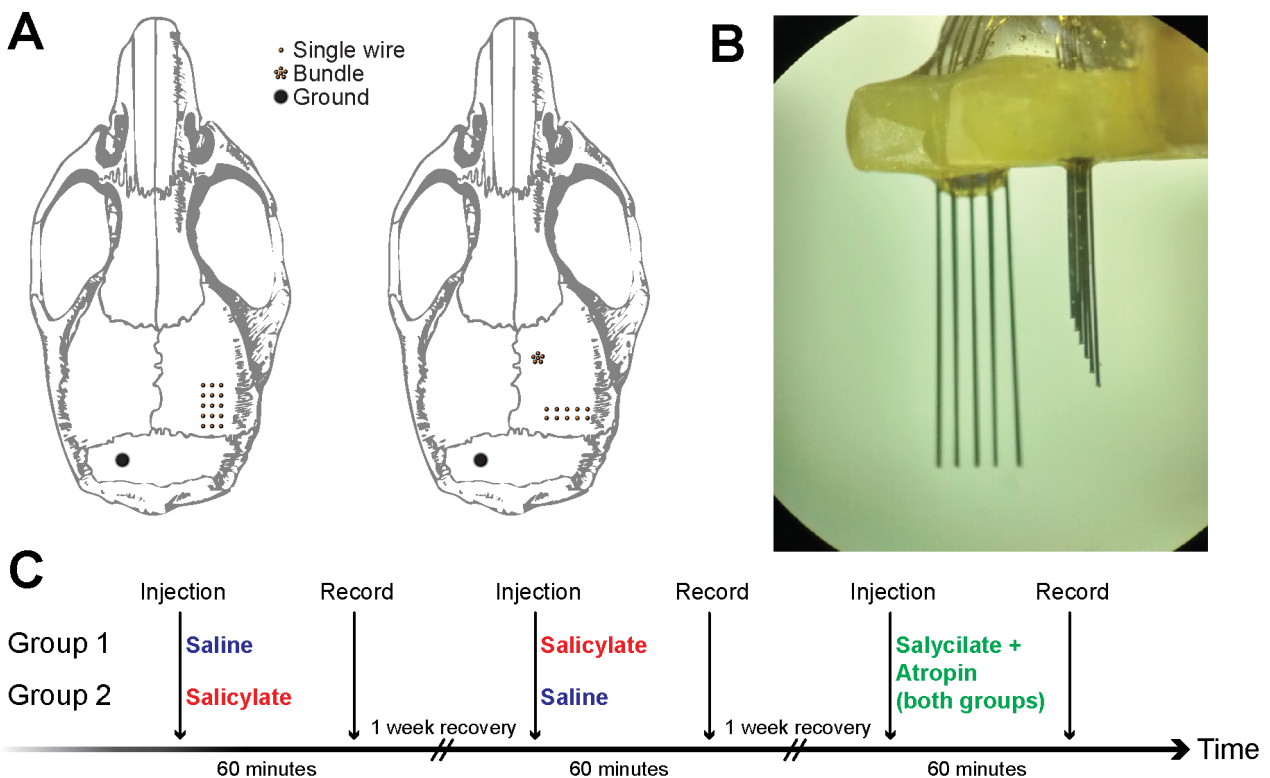 A
Single wire
Bundle
Ground
B
C
Injection Record Injection Record Injection Record
Group 1 Saline Salicylate Salycilate +
Atropin
Group 2 Salicylate Saline (both groups)
1 week recovery 1 week recovery
Time
60 minutes 60 minutes 60 minutes